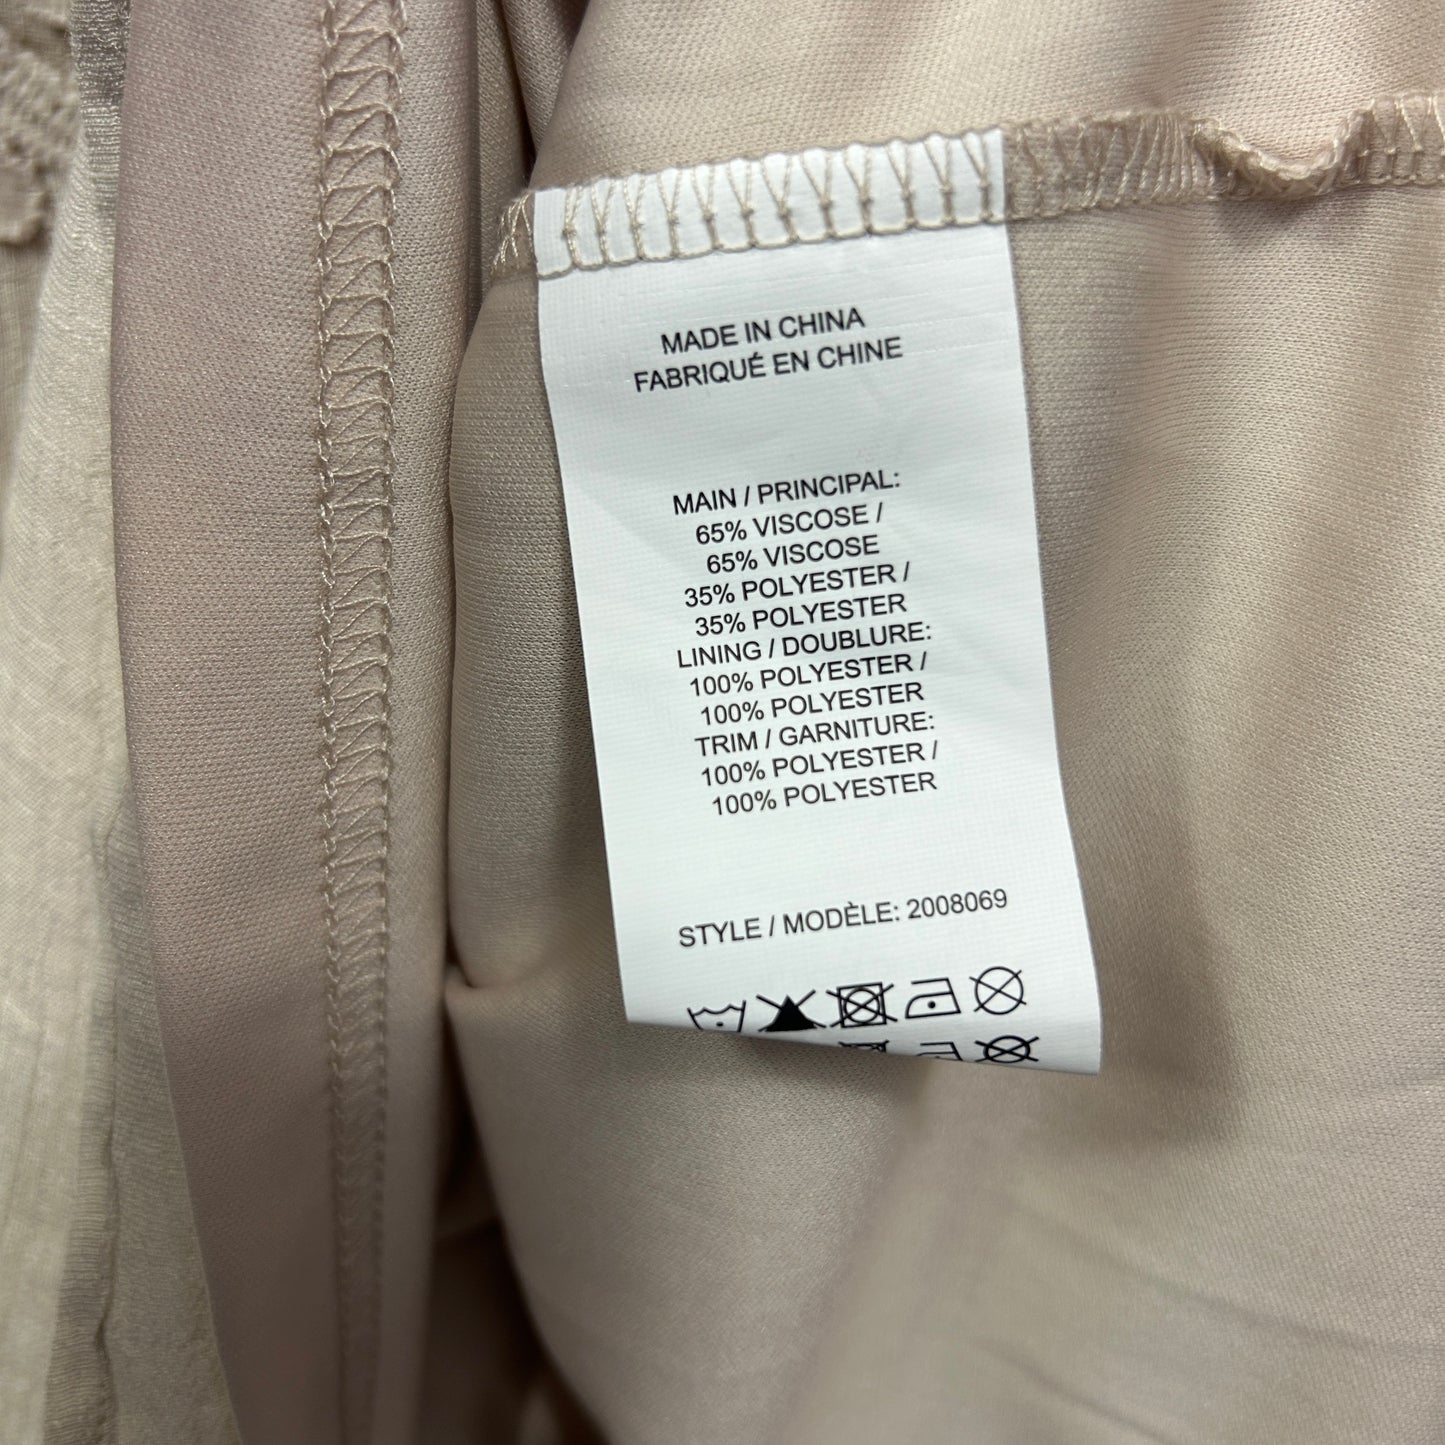 MADE IN CHINA
FABRIQUÉ EN CHINE
MAIN / PRINCIPAL:
65% VISCOSE /
65% VISCOSE
35% POLYESTER /
35% POLYESTER
LINING / DOUBLURE:
100% POLYESTER /
100% POLYESTER
TRIM / GARNITURE:
100% POLYESTER /
100% POLYESTER
STYLE / MODÈLE: 2008069